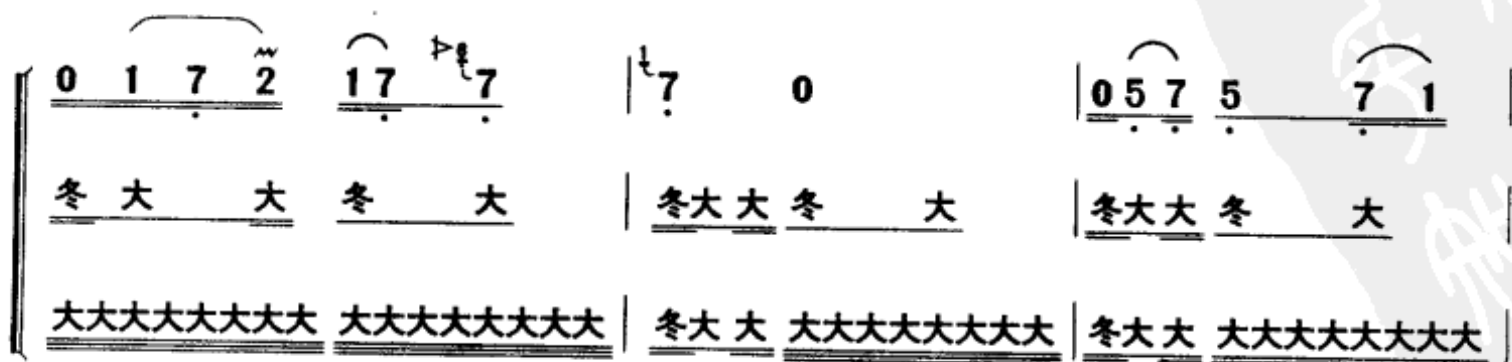 0 1 7 2 1 7 7 | 7 0 | 0 5 7 5 7 1 |
冬 大 大 冬 大 | 冬大 大 冬 大 | 冬大 大 冬 大 |
大大大大大大大大 大大大大大大大大 | 冬大 大 大大大大大大大大 | 冬大 大 大大大大大大大大 |